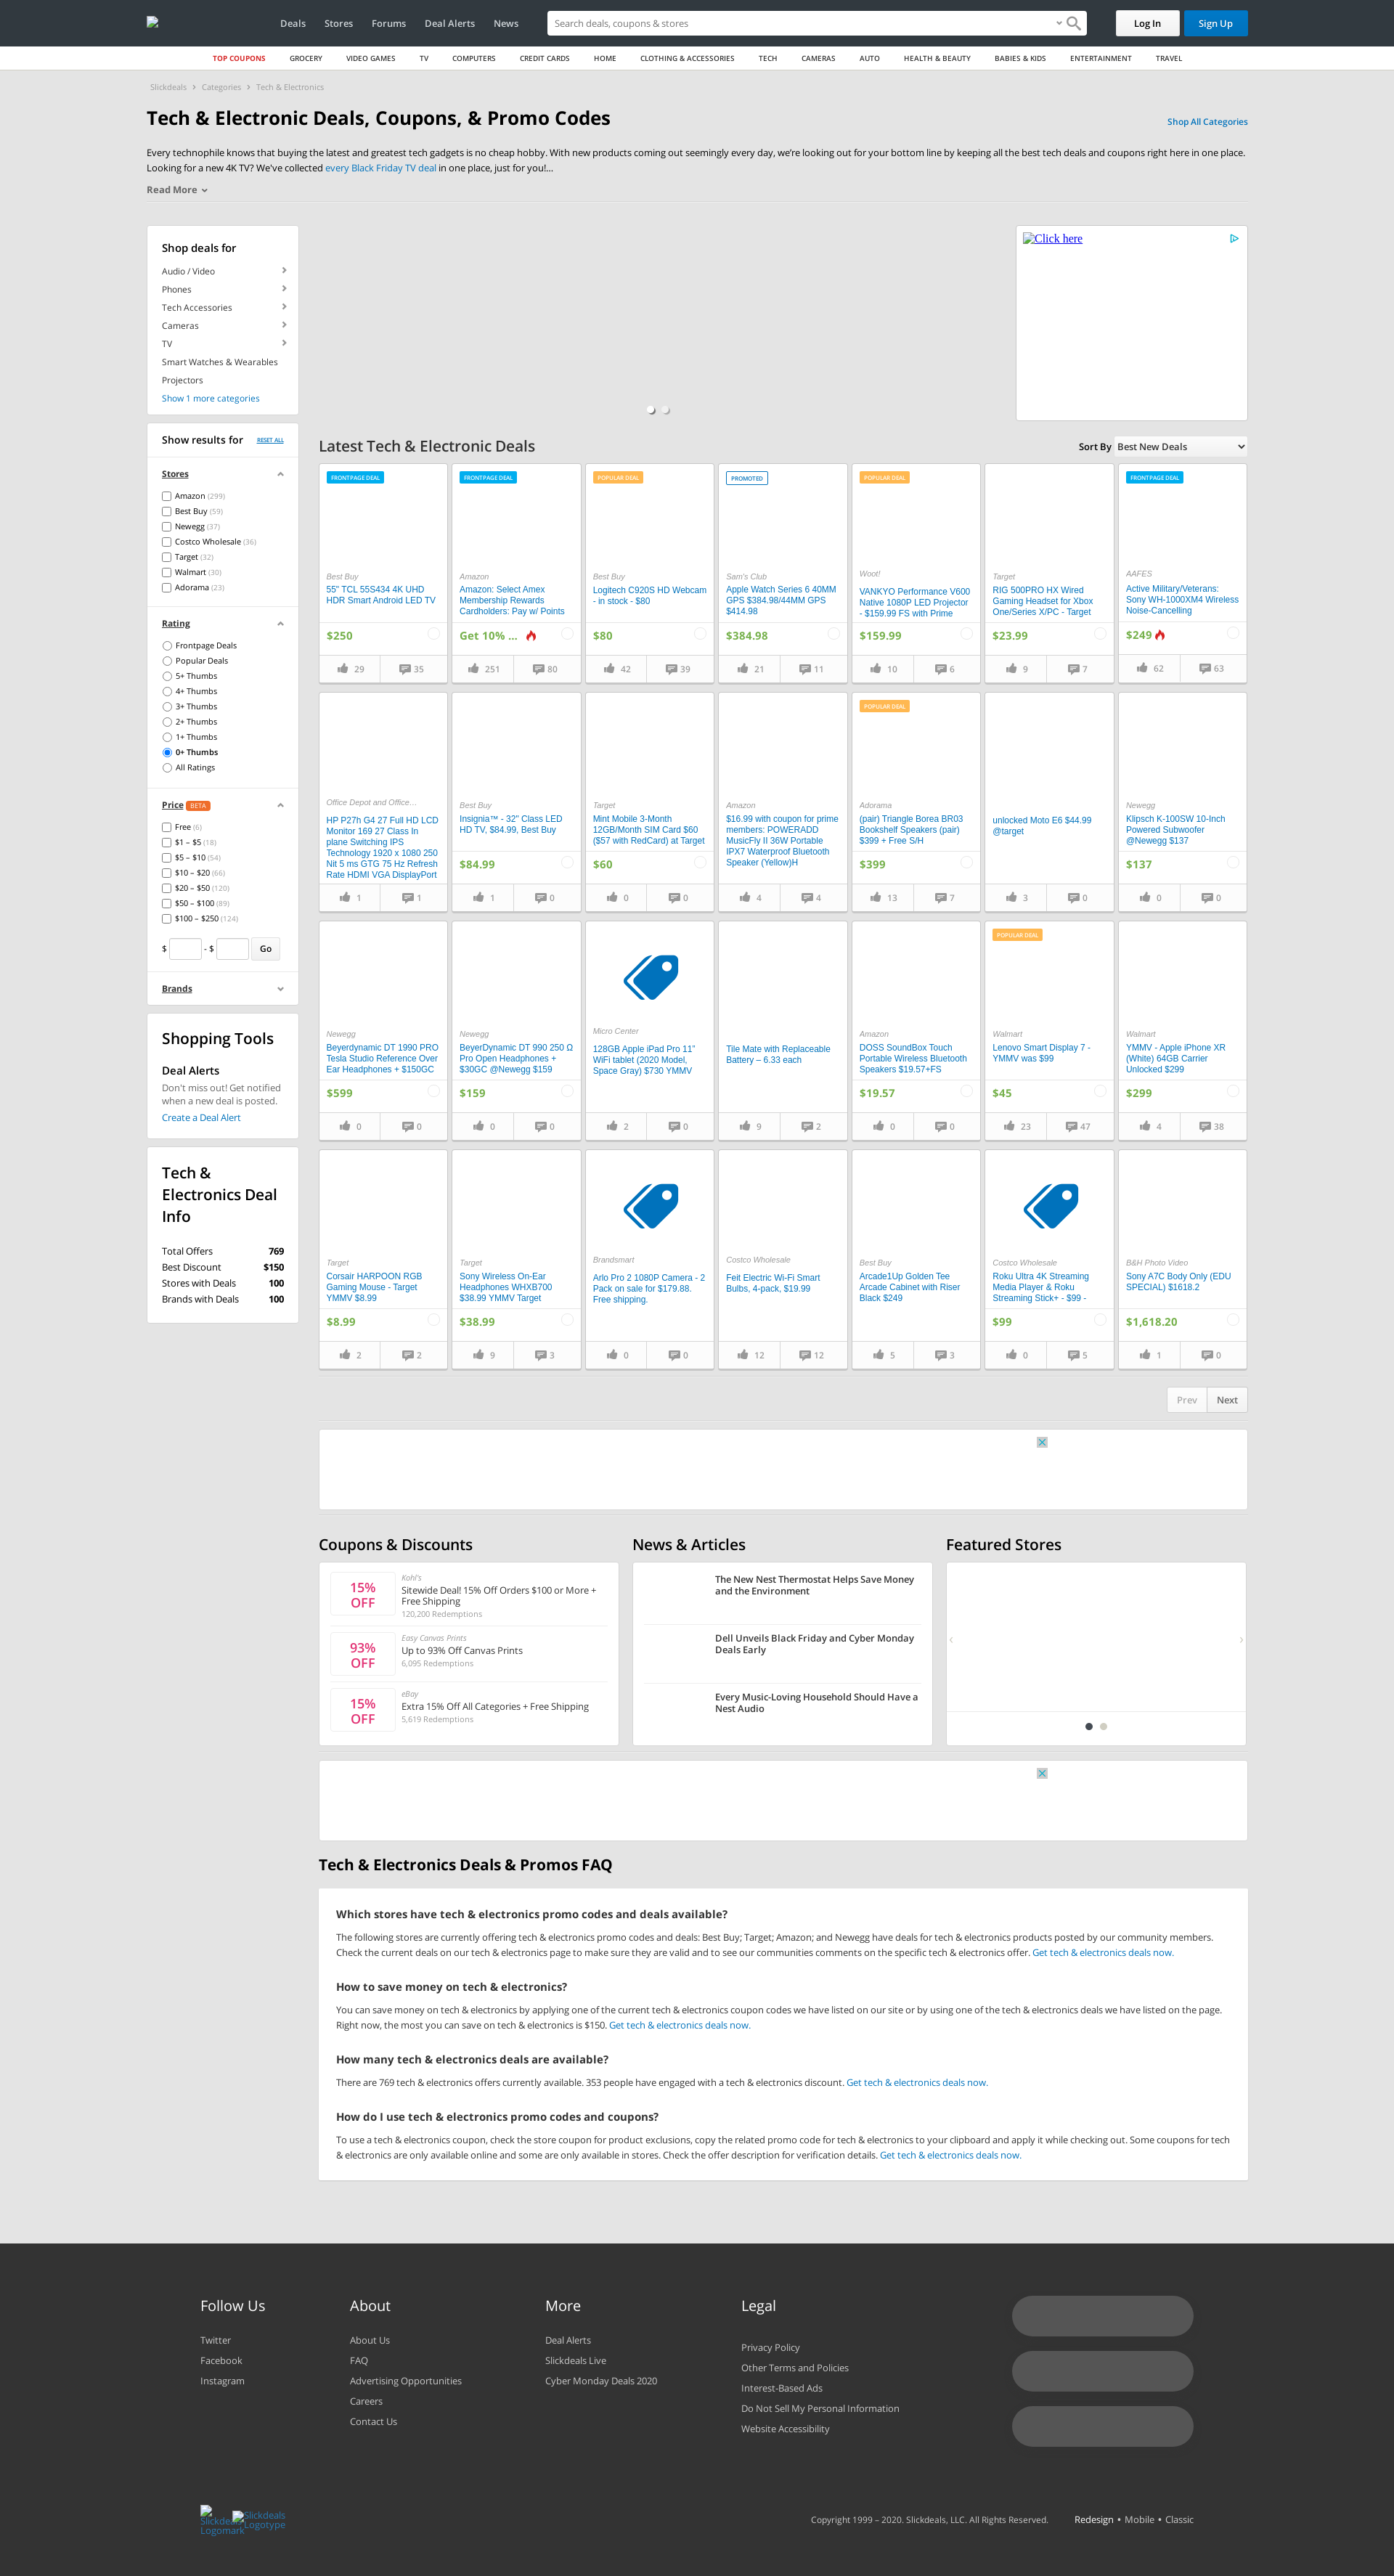 Deals Stores Forums Deal Alerts News
Search deals, coupons & stores
Log In
Sign Up
TOP COUPONS GROCERY VIDEO GAMES TV COMPUTERS CREDIT CARDS HOME CLOTHING & ACCESSORIES TECH CAMERAS AUTO HEALTH & BEAUTY BABIES & KIDS ENTERTAINMENT TRAVEL
Slickdeals › Categories › Tech & Electronics
Tech & Electronic Deals, Coupons, & Promo Codes
Shop All Categories
Every technophile knows that buying the latest and greatest tech gadgets is no cheap hobby. With new products coming out seemingly every day, we’re looking out for your bottom line by keeping all the best tech deals and coupons right here in one place.
Looking for a new 4K TV? We've collected every Black Friday TV deal in one place, just for you!...
Read More
Shop deals for
Audio / Video
Phones
Tech Accessories
Cameras
TV
Smart Watches & Wearables
Projectors
Show 1 more categories
Click here
Show results for RESET ALL
Stores
Amazon (299)
Best Buy (59)
Newegg (37)
Costco Wholesale (36)
Target (32)
Walmart (30)
Adorama (23)
Rating
Frontpage Deals
Popular Deals
5+ Thumbs
4+ Thumbs
3+ Thumbs
2+ Thumbs
1+ Thumbs
0+ Thumbs
All Ratings
Price BETA
Free (6)
$1 – $5 (18)
$5 – $10 (54)
$10 – $20 (66)
$20 – $50 (120)
$50 – $100 (89)
$100 – $250 (124)
$ - $ Go
Brands
Shopping Tools
Deal Alerts
Don't miss out! Get notified
when a new deal is posted.
Create a Deal Alert
Tech &
Electronics Deal
Info
Total Offers 769
Best Discount $150
Stores with Deals 100
Brands with Deals 100
Latest Tech & Electronic Deals
Sort By Best New Deals
FRONTPAGE DEAL
Best Buy
55" TCL 55S434 4K UHD
HDR Smart Android LED TV
$250
29 35
FRONTPAGE DEAL
Amazon
Amazon: Select Amex
Membership Rewards
Cardholders: Pay w/ Points
Get 10% ...
251 80
POPULAR DEAL
Best Buy
Logitech C920S HD Webcam
- in stock - $80
$80
42 39
PROMOTED
Sam's Club
Apple Watch Series 6 40MM
GPS $384.98/44MM GPS
$414.98
$384.98
21 11
POPULAR DEAL
Woot!
VANKYO Performance V600
Native 1080P LED Projector
- $159.99 FS with Prime
$159.99
10 6
Target
RIG 500PRO HX Wired
Gaming Headset for Xbox
One/Series X/PC - Target
$23.99
9 7
FRONTPAGE DEAL
AAFES
Active Military/Veterans:
Sony WH-1000XM4 Wireless
Noise-Cancelling
$249
62 63
Office Depot and Office...
HP P27h G4 27 Full HD LCD
Monitor 169 27 Class In
plane Switching IPS
Technology 1920 x 1080 250
Nit 5 ms GTG 75 Hz Refresh
Rate HDMI VGA DisplayPort
1 1
Best Buy
Insignia™ - 32" Class LED
HD TV, $84.99, Best Buy
$84.99
1 0
Target
Mint Mobile 3-Month
12GB/Month SIM Card $60
($57 with RedCard) at Target
$60
0 0
Amazon
$16.99 with coupon for prime
members: POWERADD
MusicFly II 36W Portable
IPX7 Waterproof Bluetooth
Speaker (Yellow)H
4 4
POPULAR DEAL
Adorama
(pair) Triangle Borea BR03
Bookshelf Speakers (pair)
$399 + Free S/H
$399
13 7
unlocked Moto E6 $44.99
@target
3 0
Newegg
Klipsch K-100SW 10-Inch
Powered Subwoofer
@Newegg $137
$137
0 0
Newegg
Beyerdynamic DT 1990 PRO
Tesla Studio Reference Over
Ear Headphones + $150GC
$599
0 0
Newegg
BeyerDynamic DT 990 250 Ω
Pro Open Headphones +
$30GC @Newegg $159
$159
0 0
Micro Center
128GB Apple iPad Pro 11”
WiFi tablet (2020 Model,
Space Gray) $730 YMMV
2 0
Tile Mate with Replaceable
Battery – 6.33 each
9 2
Amazon
DOSS SoundBox Touch
Portable Wireless Bluetooth
Speakers $19.57+FS
$19.57
0 0
POPULAR DEAL
Walmart
Lenovo Smart Display 7 -
YMMV was $99
$45
23 47
Walmart
YMMV - Apple iPhone XR
(White) 64GB Carrier
Unlocked $299
$299
4 38
Target
Corsair HARPOON RGB
Gaming Mouse - Target
YMMV $8.99
$8.99
2 2
Target
Sony Wireless On-Ear
Headphones WHXB700
$38.99 YMMV Target
$38.99
9 3
Brandsmart
Arlo Pro 2 1080P Camera - 2
Pack on sale for $179.88.
Free shipping.
0 0
Costco Wholesale
Feit Electric Wi-Fi Smart
Bulbs, 4-pack, $19.99
12 12
Best Buy
Arcade1Up Golden Tee
Arcade Cabinet with Riser
Black $249
5 3
Costco Wholesale
Roku Ultra 4K Streaming
Media Player & Roku
Streaming Stick+ - $99 -
$99
0 5
B&H Photo Video
Sony A7C Body Only (EDU
SPECIAL) $1618.2
$1,618.20
1 0
Prev Next
Coupons & Discounts
15%
OFF
Kohl's
Sitewide Deal! 15% Off Orders $100 or More +
Free Shipping
120,200 Redemptions
93%
OFF
Easy Canvas Prints
Up to 93% Off Canvas Prints
6,095 Redemptions
15%
OFF
eBay
Extra 15% Off All Categories + Free Shipping
5,619 Redemptions
News & Articles
The New Nest Thermostat Helps Save Money
and the Environment
Dell Unveils Black Friday and Cyber Monday
Deals Early
Every Music-Loving Household Should Have a
Nest Audio
Featured Stores
Tech & Electronics Deals & Promos FAQ
Which stores have tech & electronics promo codes and deals available?
The following stores are currently offering tech & electronics promo codes and deals: Best Buy; Target; Amazon; and Newegg have deals for tech & electronics products posted by our community members.
Check the current deals on our tech & electronics page to make sure they are valid and to see our communities comments on the specific tech & electronics offer. Get tech & electronics deals now.
How to save money on tech & electronics?
You can save money on tech & electronics by applying one of the current tech & electronics coupon codes we have listed on our site or by using one of the tech & electronics deals we have listed on the page.
Right now, the most you can save on tech & electronics is $150. Get tech & electronics deals now.
How many tech & electronics deals are available?
There are 769 tech & electronics offers currently available. 353 people have engaged with a tech & electronics discount. Get tech & electronics deals now.
How do I use tech & electronics promo codes and coupons?
To use a tech & electronics coupon, check the store coupon for product exclusions, copy the related promo code for tech & electronics to your clipboard and apply it while checking out. Some coupons for tech
& electronics are only available online and some are only available in stores. Check the offer description for verification details. Get tech & electronics deals now.
Follow Us
Twitter
Facebook
Instagram
About
About Us
FAQ
Advertising Opportunities
Careers
Contact Us
More
Deal Alerts
Slickdeals Live
Cyber Monday Deals 2020
Legal
Privacy Policy
Other Terms and Policies
Interest-Based Ads
Do Not Sell My Personal Information
Website Accessibility
Slickdeals
Logomark
Slickdeals
Logotype
Copyright 1999 – 2020. Slickdeals, LLC. All Rights Reserved.
Redesign • Mobile • Classic